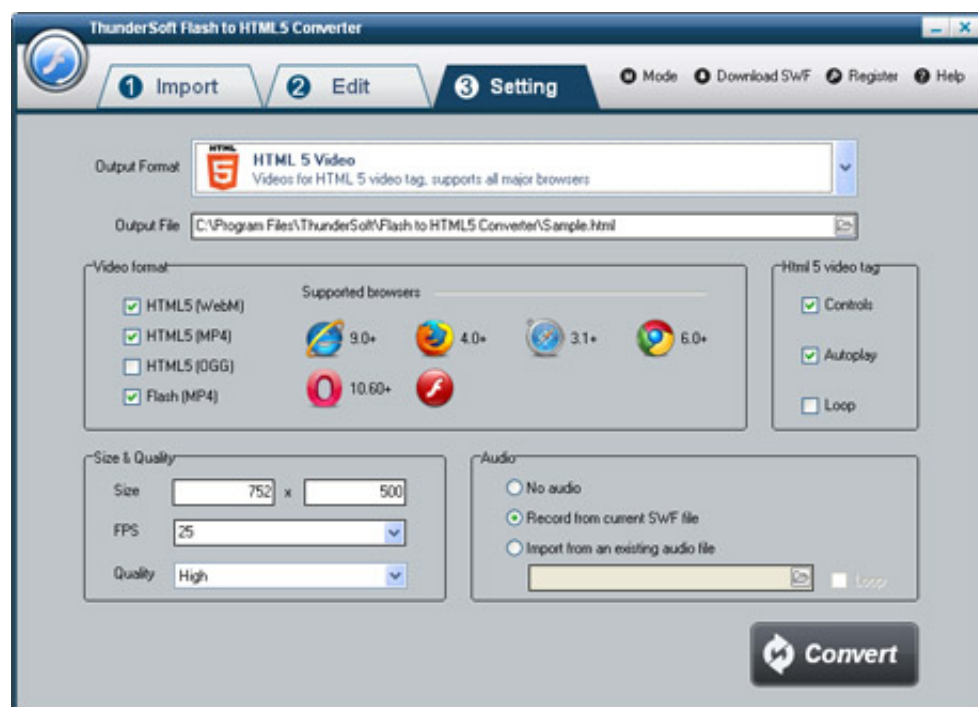 ThunderSoft Flash to HTML5 Converter
1 Import
2 Edit
3 Setting
Mode
Download SWF
Register
Help
Output Format
HTML 5
HTML 5 Video
Videos for HTML 5 video tag, supports all major browsers
Output File
C:\Program Files\ThunderSoft\Flash to HTML5 Converter\Sample.html
Video format
HTML5 (WebM)
HTML5 (MP4)
HTML5 (OGG)
Flash (MP4)
Supported browsers
9.0+
4.0+
3.1+
6.0+
10.60+
Html 5 video tag
Controls
Autoplay
Loop
Size & Quality
Size 752 x 500
FPS 25
Quality High
Audio
No audio
Record from current SWF file
Import from an existing audio file
Loop
Convert